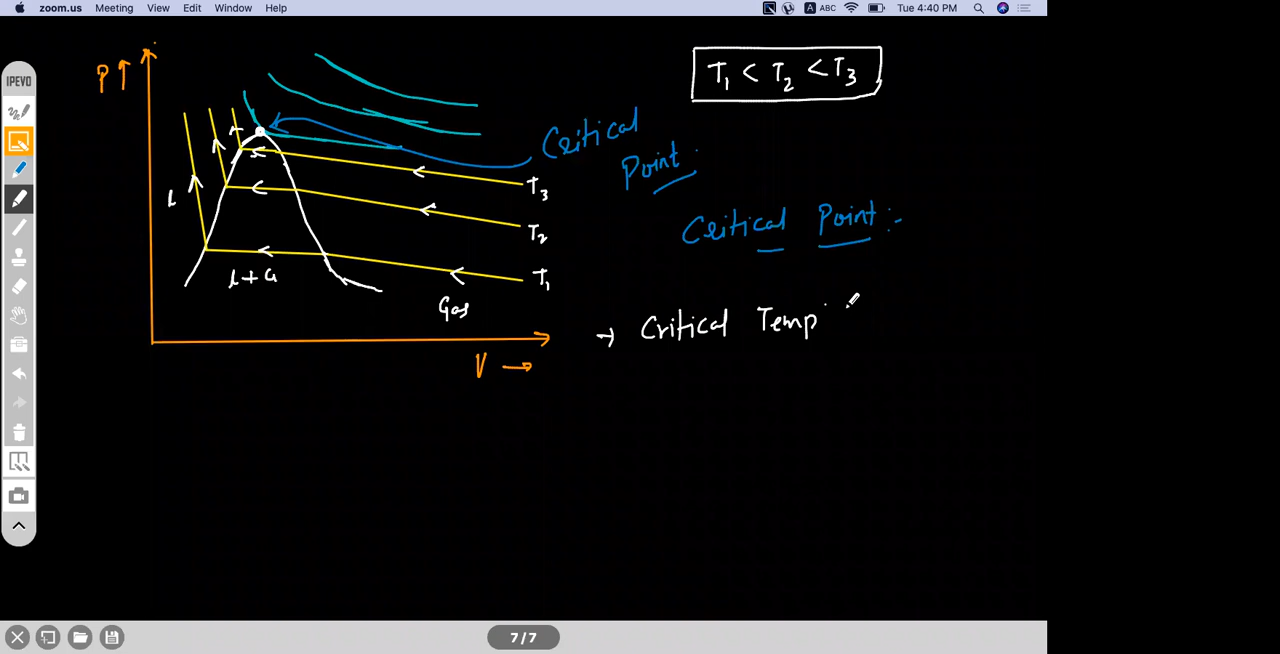 zoom.us Meeting View Edit Window Help
A ABC Tue 4:40 PM
IPEVO
P↑
T₁ < T₂ < T₃
Critical
Point
T₃
T₂
T₁
L
L + G
Gas
V →
Critical Point :-
→ Critical Temp
7 / 7